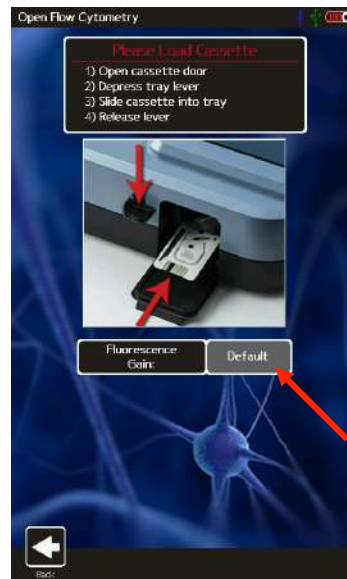 Open Flow Cytometry
Please Load Cassette
1) Open cassette door
2) Depress tray lever
3) Slide cassette into tray
4) Release lever
Fluorescence
Gain:
Default
Back